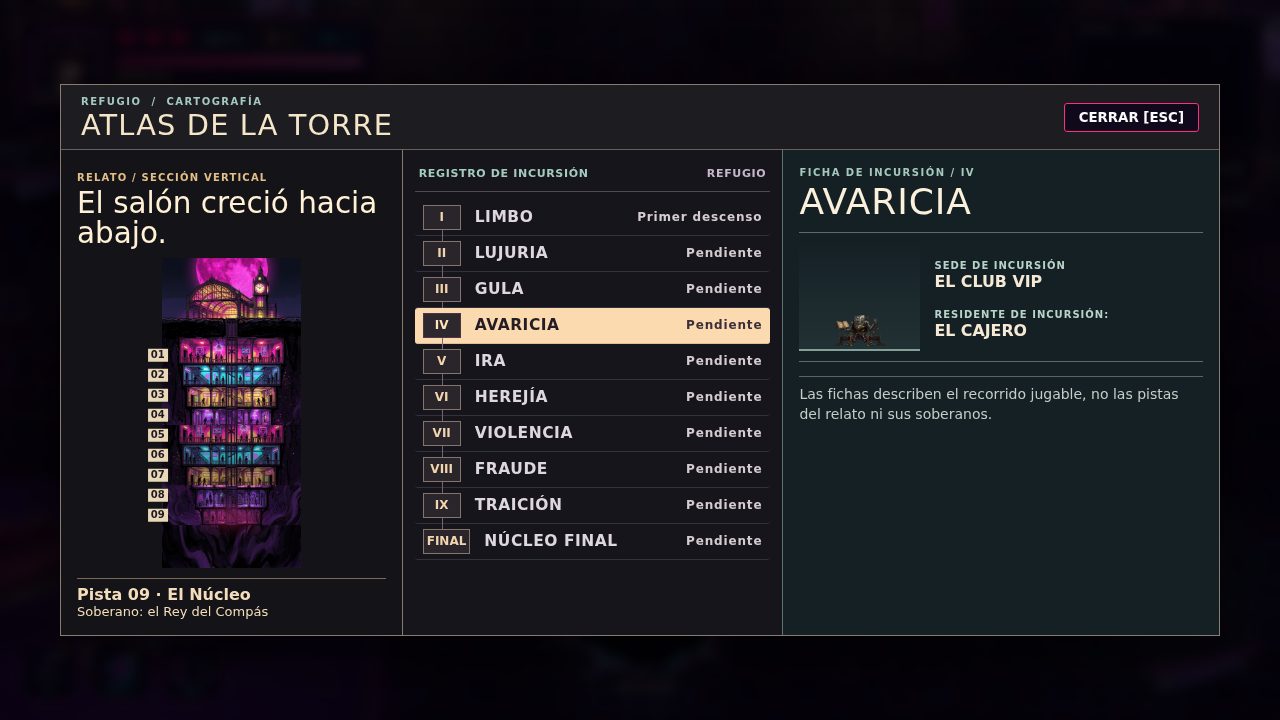 REFUGIO / CARTOGRAFÍA
ATLAS DE LA TORRE
CERRAR [ESC]
RELATO / SECCIÓN VERTICAL
El salón creció hacia
abajo.
01
02
03
04
05
06
07
08
09
Pista 09 · El Núcleo
Soberano: el Rey del Compás
REGISTRO DE INCURSIÓN REFUGIO
I LIMBO Primer descenso
II LUJURIA Pendiente
III GULA Pendiente
IV AVARICIA Pendiente
V IRA Pendiente
VI HEREJÍA Pendiente
VII VIOLENCIA Pendiente
VIII FRAUDE Pendiente
IX TRAICIÓN Pendiente
FINAL NÚCLEO FINAL Pendiente
FICHA DE INCURSIÓN / IV
AVARICIA
SEDE DE INCURSIÓN
EL CLUB VIP
RESIDENTE DE INCURSIÓN:
EL CAJERO
Las fichas describen el recorrido jugable, no las pistas
del relato ni sus soberanos.